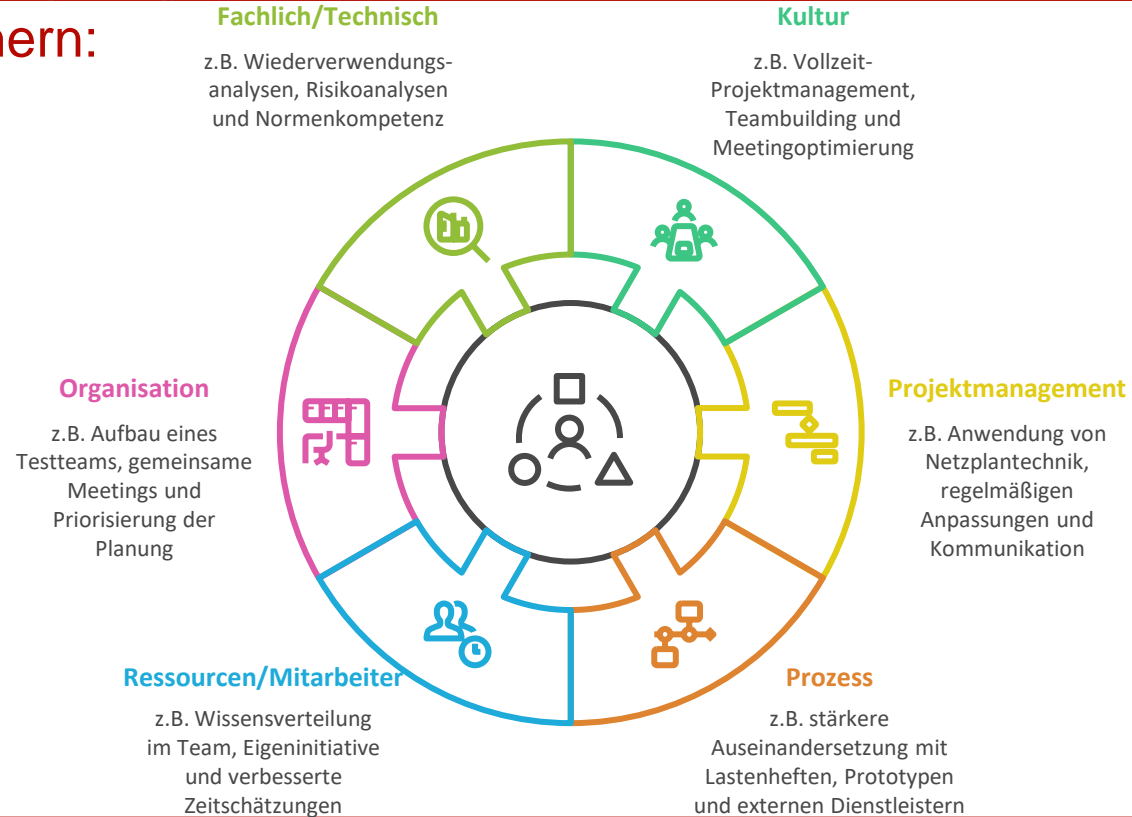 nern:
Fachlich/Technisch
z.B. Wiederverwendungs-
analysen, Risikoanalysen
und Normenkompetenz
Kultur
z.B. Vollzeit-
Projektmanagement,
Teambuilding und
Meetingoptimierung
Organisation
z.B. Aufbau eines
Testteams, gemeinsame
Meetings und
Priorisierung der
Planung
Projektmanagement
z.B. Anwendung von
Netzplantechnik,
regelmäßigen
Anpassungen und
Kommunikation
Ressourcen/Mitarbeiter
z.B. Wissensverteilung
im Team, Eigeninitiative
und verbesserte
Zeitschätzungen
Prozess
z.B. stärkere
Auseinandersetzung mit
Lastenheften, Prototypen
und externen Dienstleistern